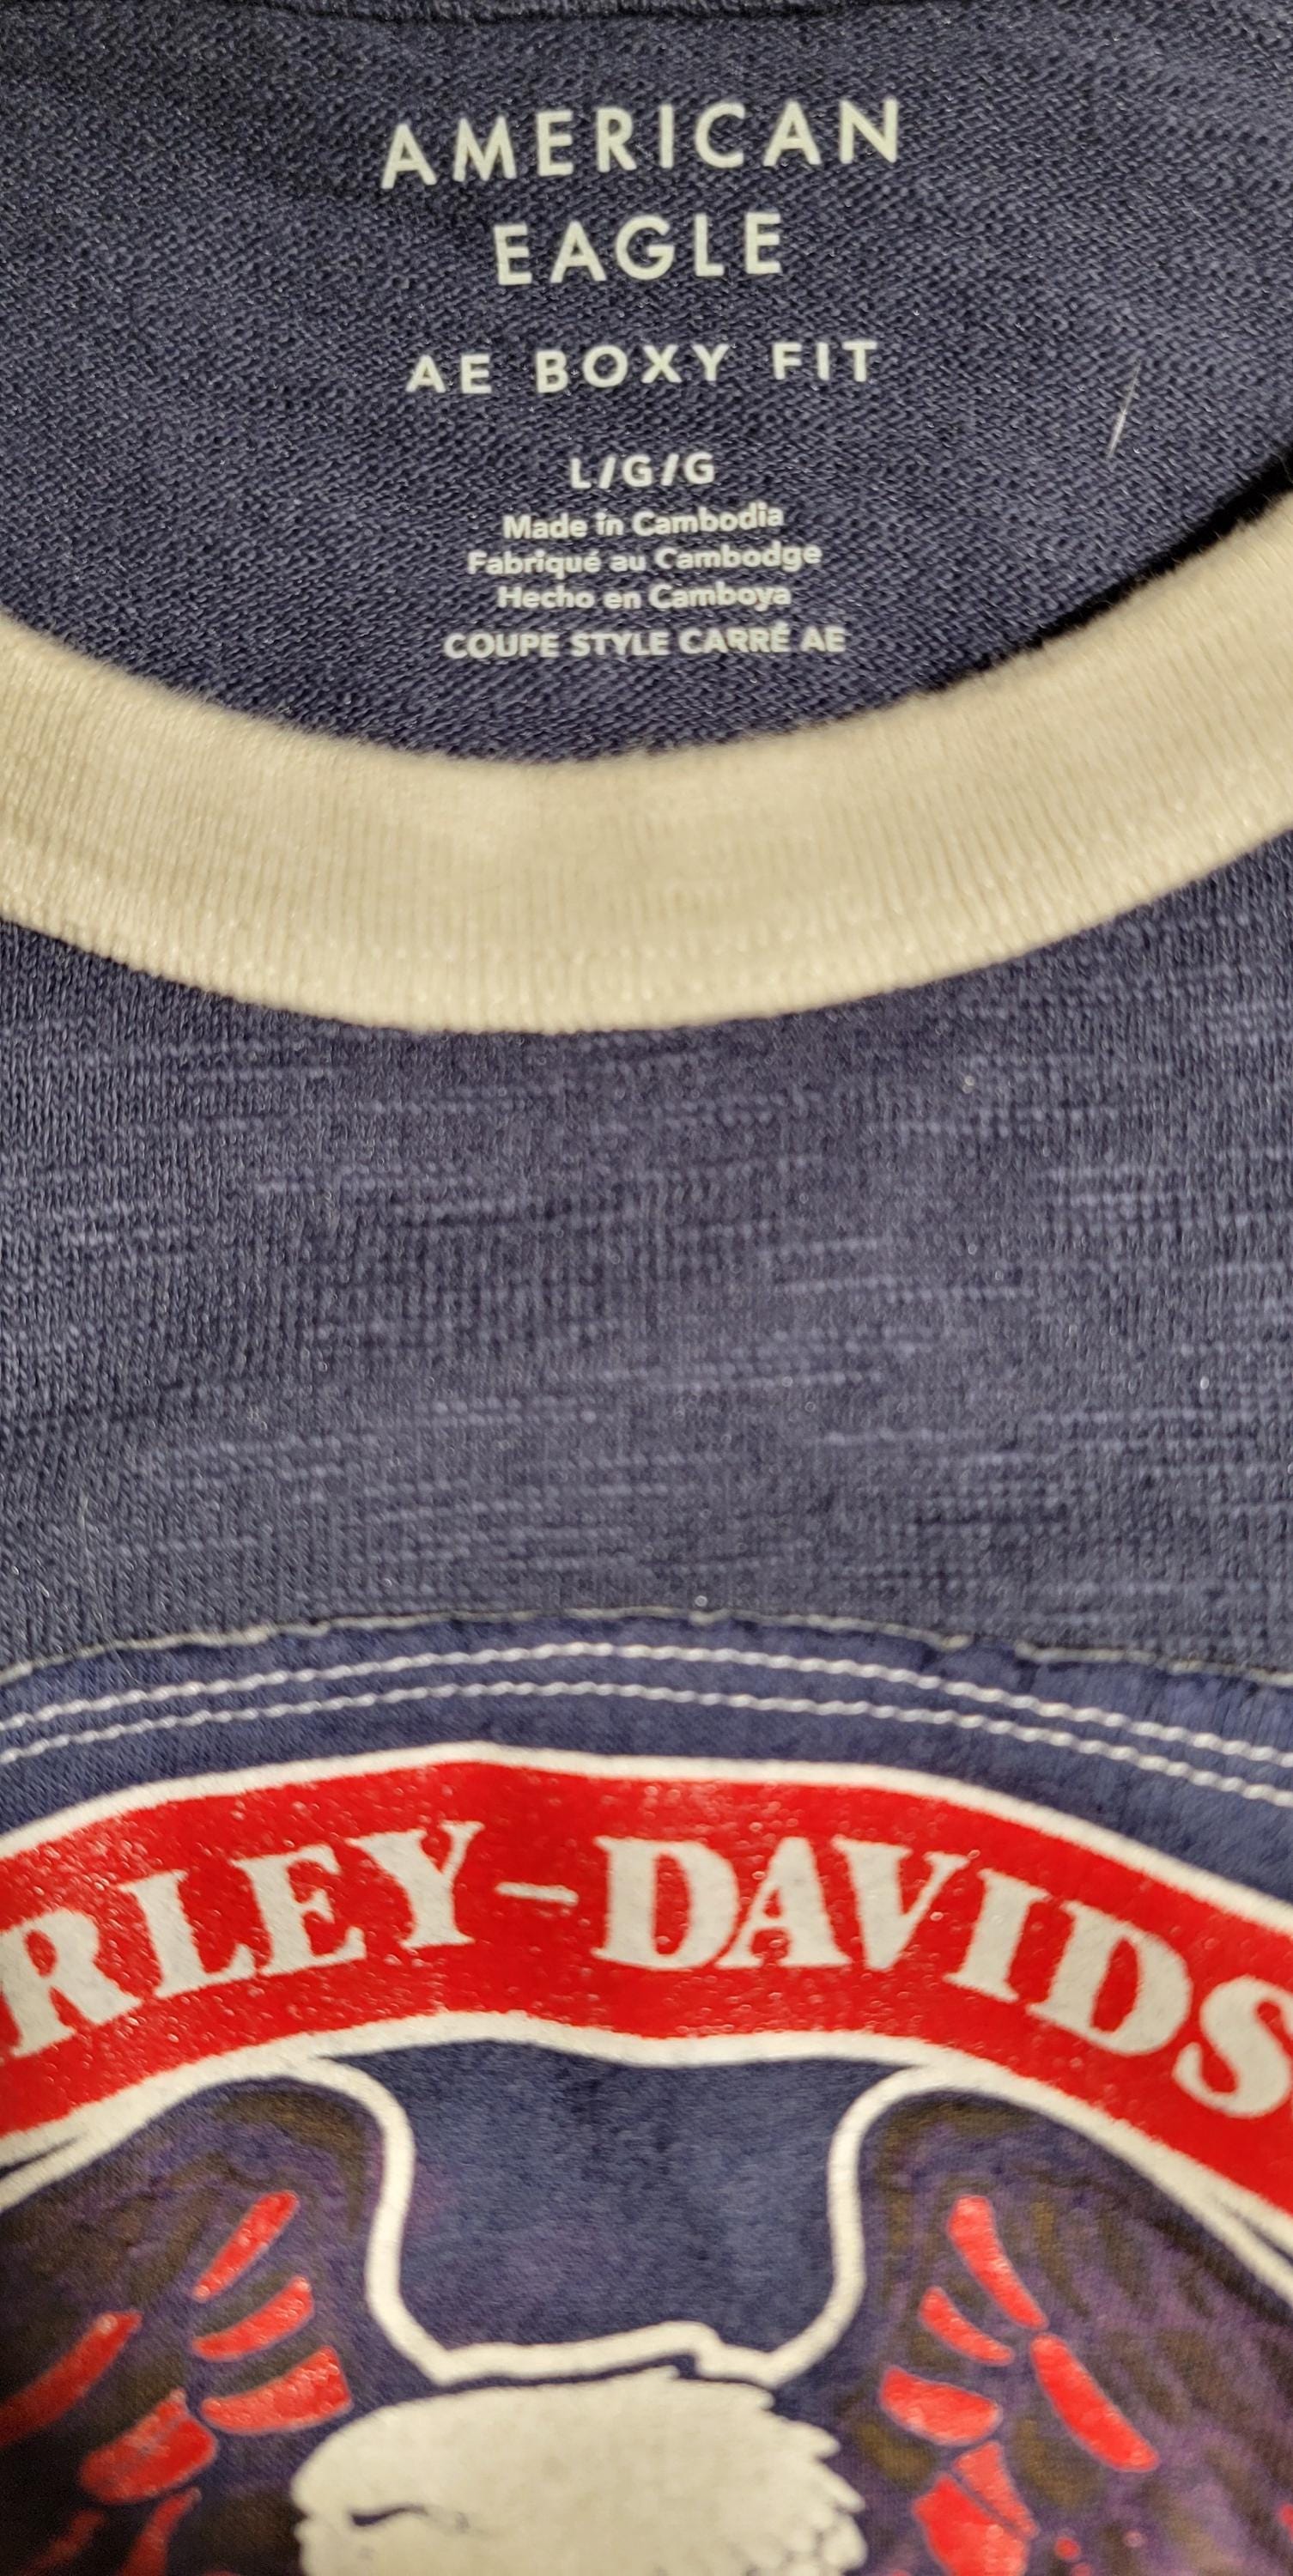 AMERICAN
EAGLE
AE BOXY FIT
L/G/G
Made in Cambodia
Fabriqué au Cambodge
Hecho en Camboya
COUPE STYLE CARRÉ AE
RLEY-DAVIDS